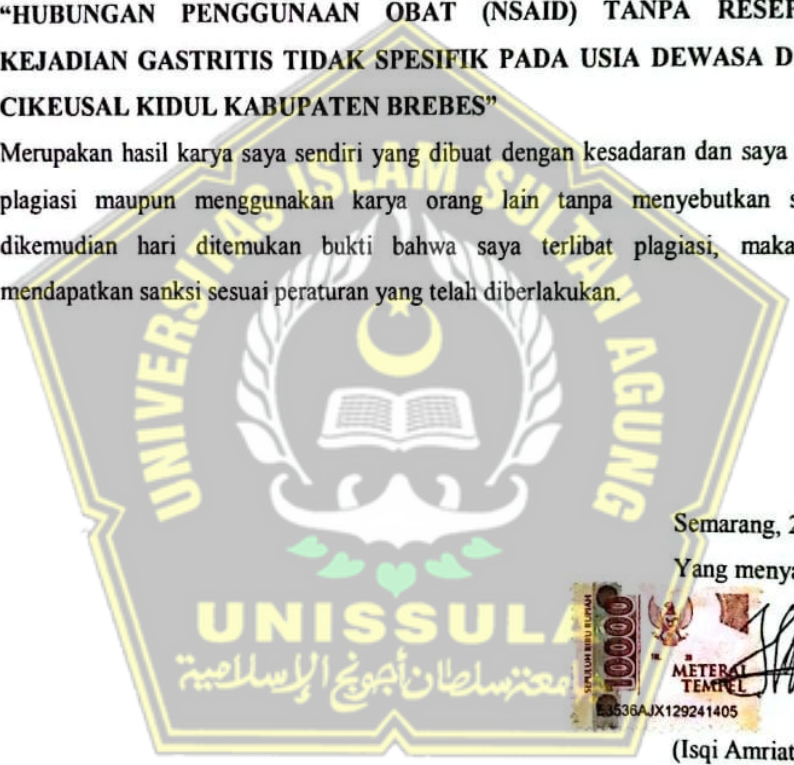 “HUBUNGAN PENGGUNAAN OBAT (NSAID) TANPA RESEP
KEJADIAN GASTRITIS TIDAK SPESIFIK PADA USIA DEWASA D
CIKEUSAL KIDUL KABUPATEN BREBES”
Merupakan hasil karya saya sendiri yang dibuat dengan kesadaran dan saya
plagiasi maupun menggunakan karya orang lain tanpa menyebutkan s
dikemudian hari ditemukan bukti bahwa saya terlibat plagiasi, maka
mendapatkan sanksi sesuai peraturan yang telah diberlakukan.
UNIVERSITAS ISLAM SULTAN AGUNG
Semarang, 2
Yang menya
UNISSULA
جامعتسلطان أجونج الإسلامية
SEPULUH RIBU RUPIAH
10000
METERAI
TEMPEL
E3536AJX129241405
(Isqi Amriat